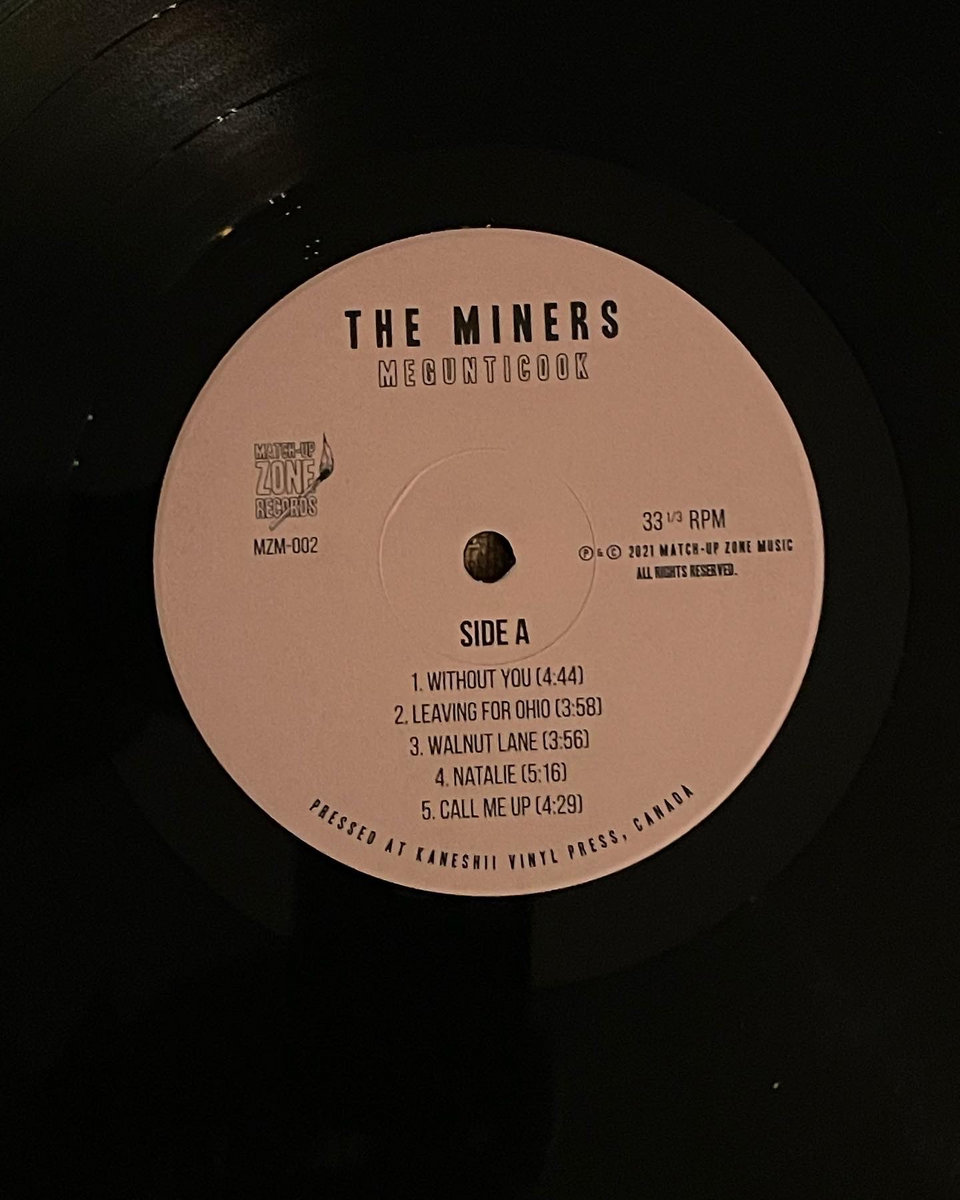 THE MINERS
MEGUNTICOOK
MATCH-UP
ZONE
RECORDS
MZM-002
33 1/3 RPM
Ⓟ & © 2021 MATCH-UP ZONE MUSIC
ALL RIGHTS RESERVED.
SIDE A
1. WITHOUT YOU (4:44)
2. LEAVING FOR OHIO (3:58)
3. WALNUT LANE (3:56)
4. NATALIE (5:16)
5. CALL ME UP (4:29)
PRESSED AT KANESHII VINYL PRESS, CANADA